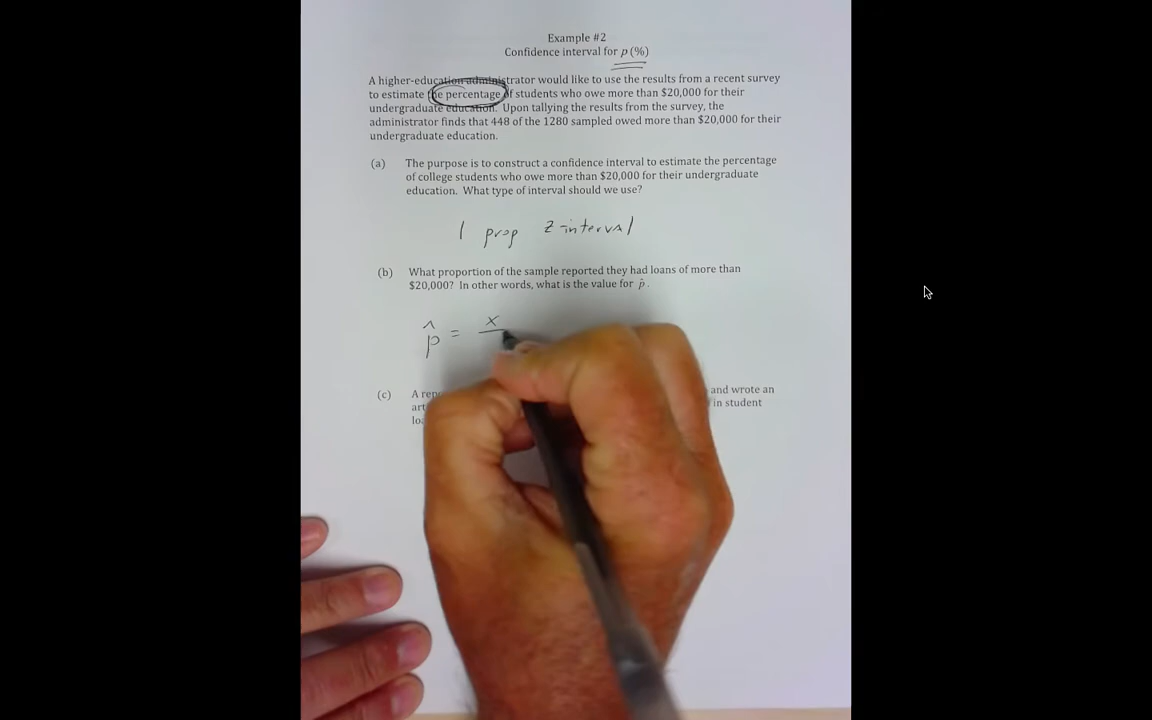 Example #2
Confidence interval for p (%)
A higher-education administrator would like to use the results from a recent survey
to estimate the percentage of students who owe more than $20,000 for their
undergraduate education. Upon tallying the results from the survey, the
administrator finds that 448 of the 1280 sampled owed more than $20,000 for their
undergraduate education.
(a) The purpose is to construct a confidence interval to estimate the percentage
of college students who owe more than $20,000 for their undergraduate
education. What type of interval should we use?
1 prop z-interval
(b) What proportion of the sample reported they had loans of more than
$20,000? In other words, what is the value for p̂.
p̂ = x
(c) A and wrote an
in student